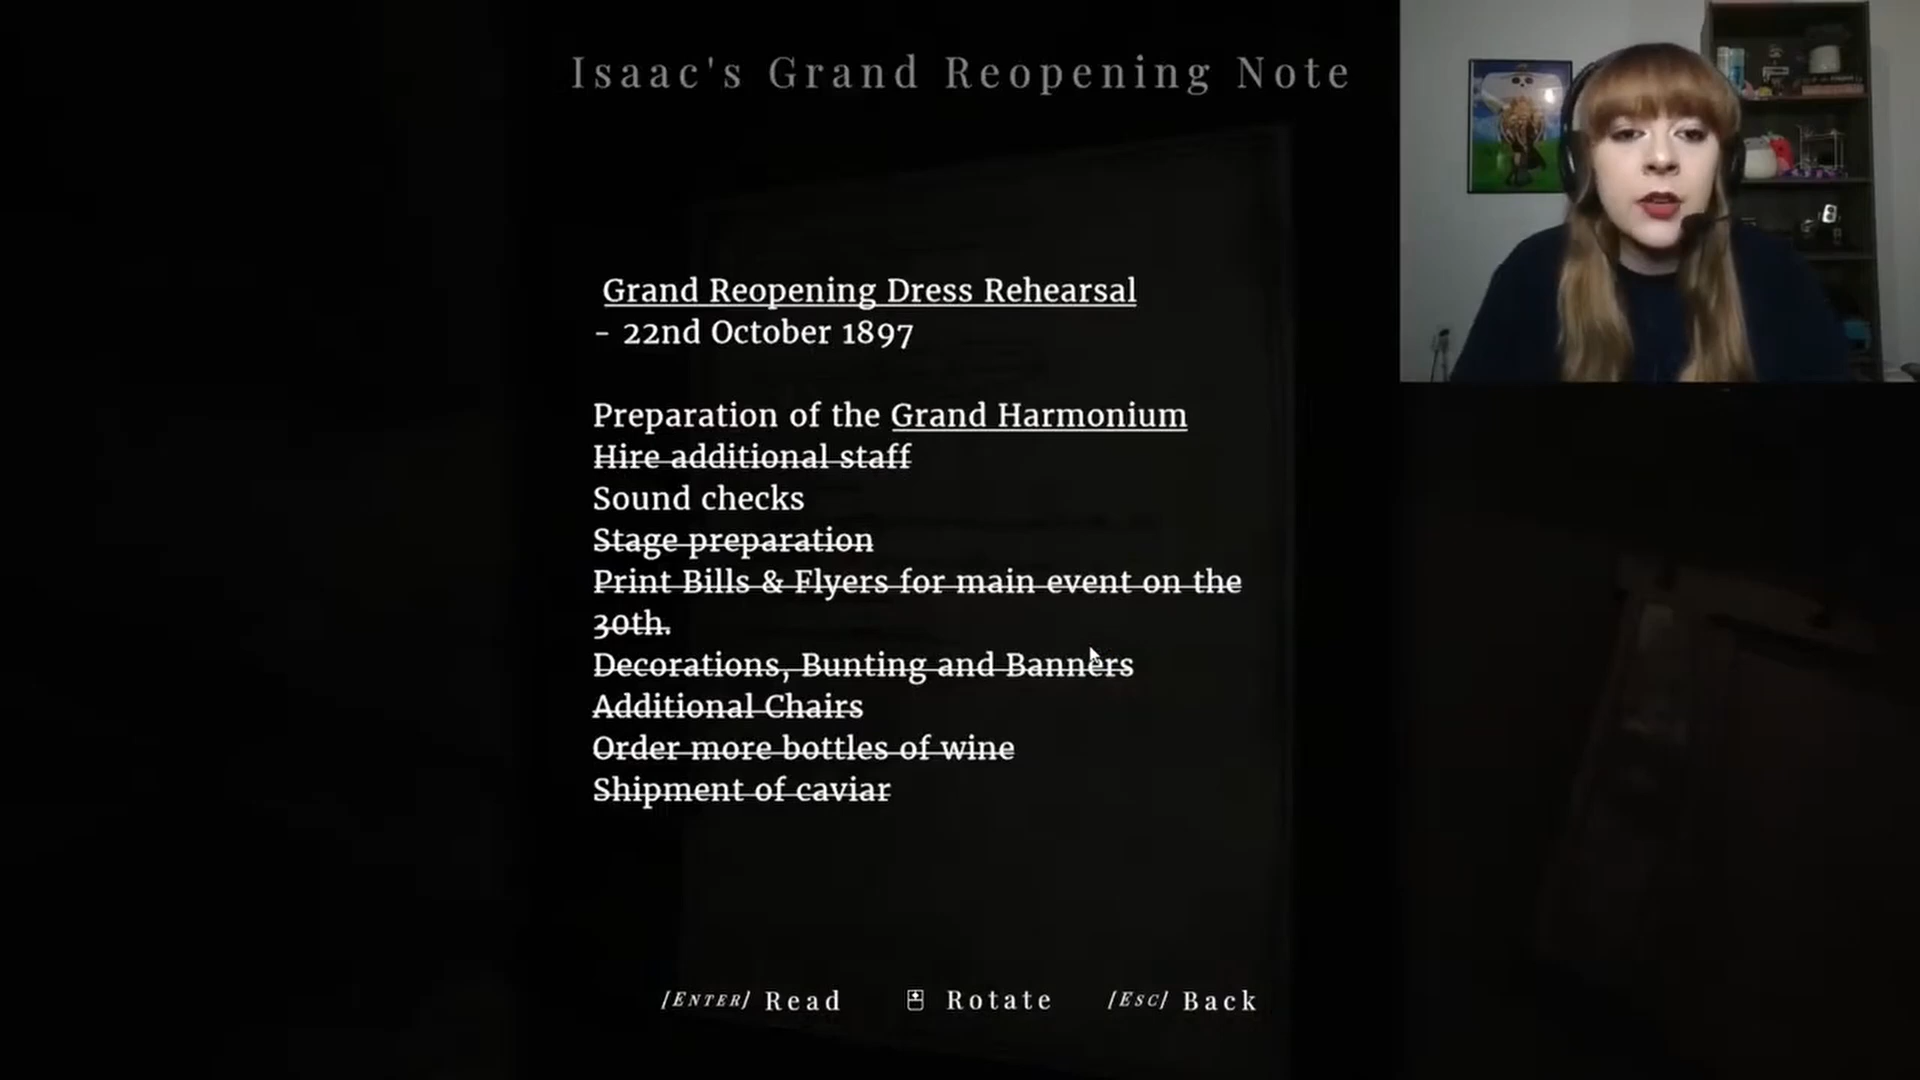 Isaac's Grand Reopening Note
Grand Reopening Dress Rehearsal
- 22nd October 1897
Preparation of the Grand Harmonium
Hire additional staff
Sound checks
Stage preparation
Print Bills & Flyers for main event on the
30th.
Decorations, Bunting and Banners
Additional Chairs
Order more bottles of wine
Shipment of caviar
[ENTER] Read Rotate [ESC] Back